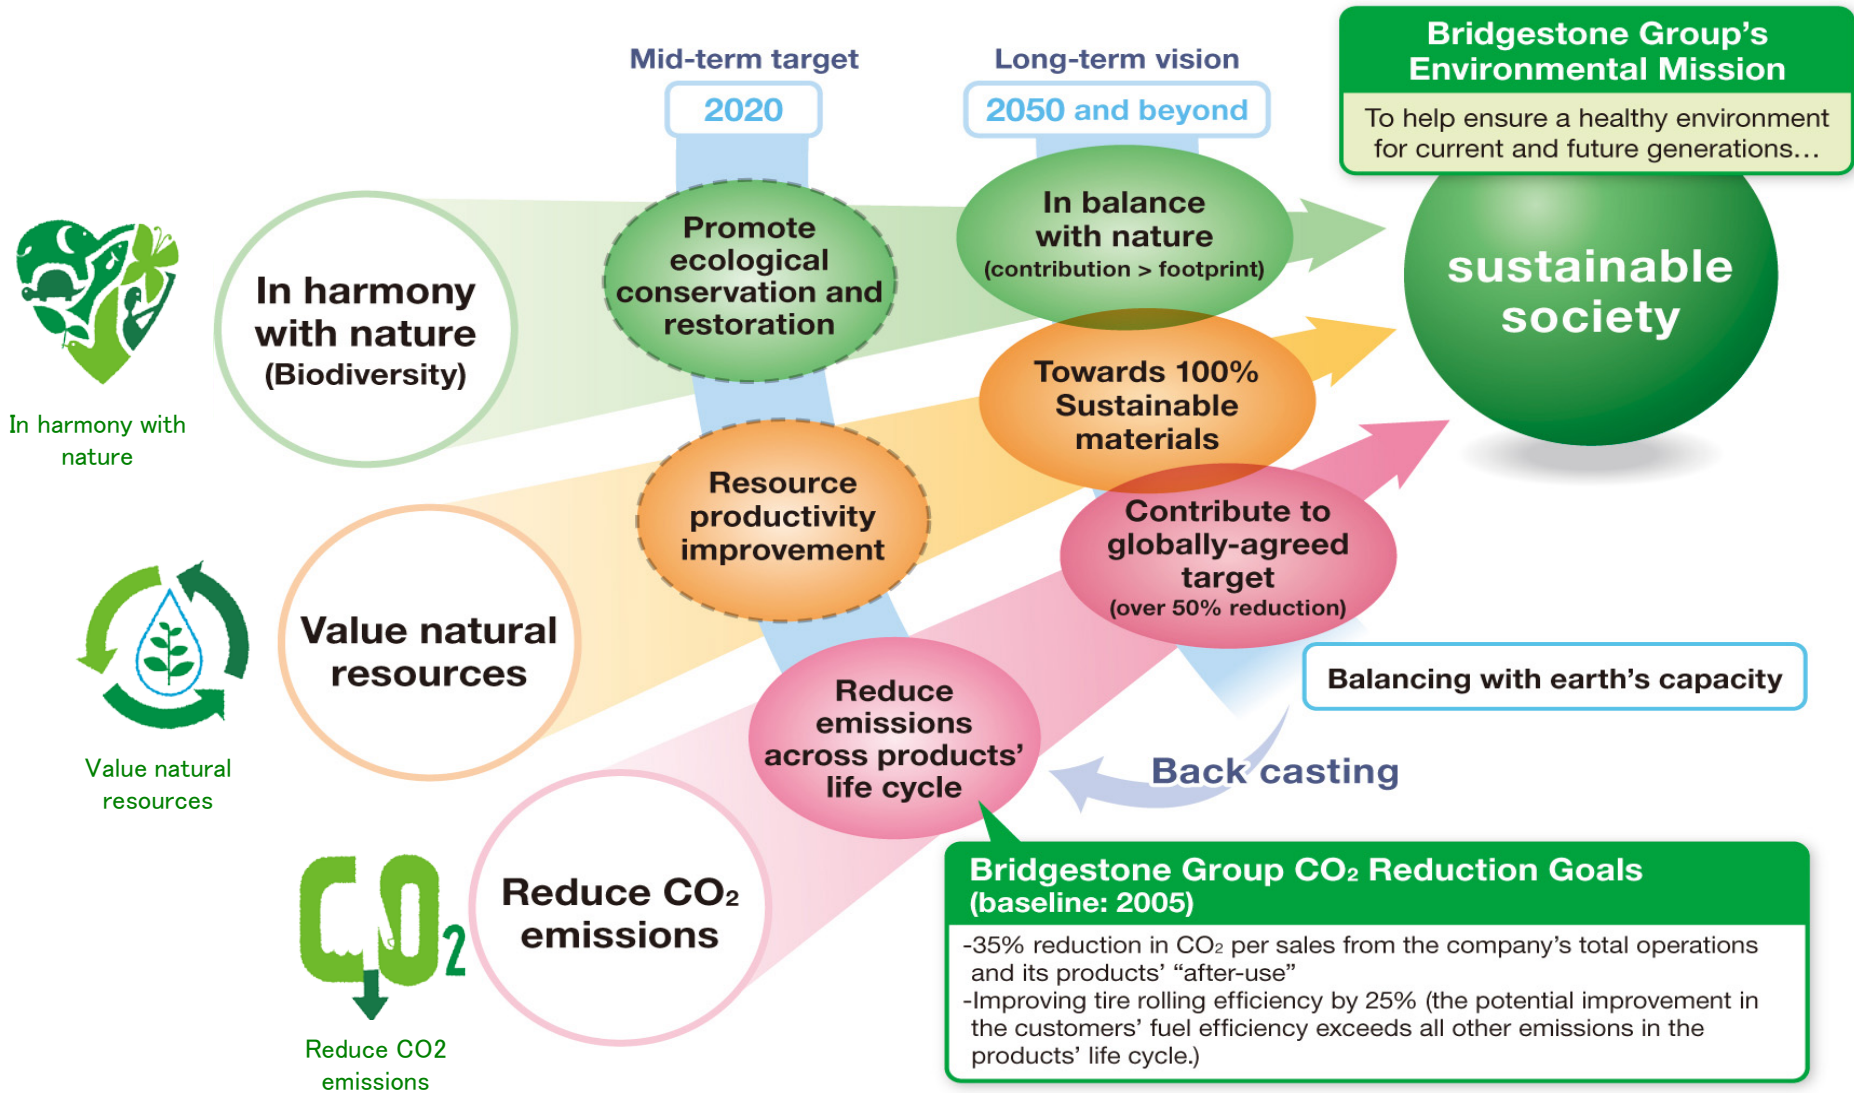 Mid-term target
2020
Long-term vision
2050 and beyond
Bridgestone Group's
Environmental Mission
To help ensure a healthy environment
for current and future generations…
sustainable
society
In harmony with
nature
In harmony
with nature
(Biodiversity)
Promote
ecological
conservation and
restoration
In balance
with nature
(contribution > footprint)
Value natural
resources
Value natural
resources
Resource
productivity
improvement
Towards 100%
Sustainable
materials
CO2
Reduce CO2
emissions
Reduce CO₂
emissions
Reduce
emissions
across products'
life cycle
Contribute to
globally-agreed
target
(over 50% reduction)
Balancing with earth's capacity
Back casting
Bridgestone Group CO₂ Reduction Goals
(baseline: 2005)
-35% reduction in CO₂ per sales from the company's total operations
and its products' “after-use”
-Improving tire rolling efficiency by 25% (the potential improvement in
the customers' fuel efficiency exceeds all other emissions in the
products' life cycle.)